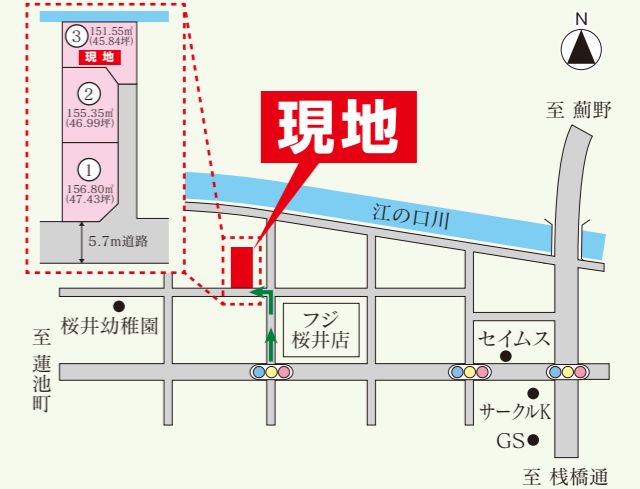 ③ 151.55㎡
(45.84坪)
現地
②
155.35㎡
(46.99坪)
①
156.80㎡
(47.43坪)
5.7m道路
現地
N
至 薊野
江の口川
桜井幼稚園
フジ
桜井店
セイムス
サークルK
GS
至 蓮池町
至 桟橋通